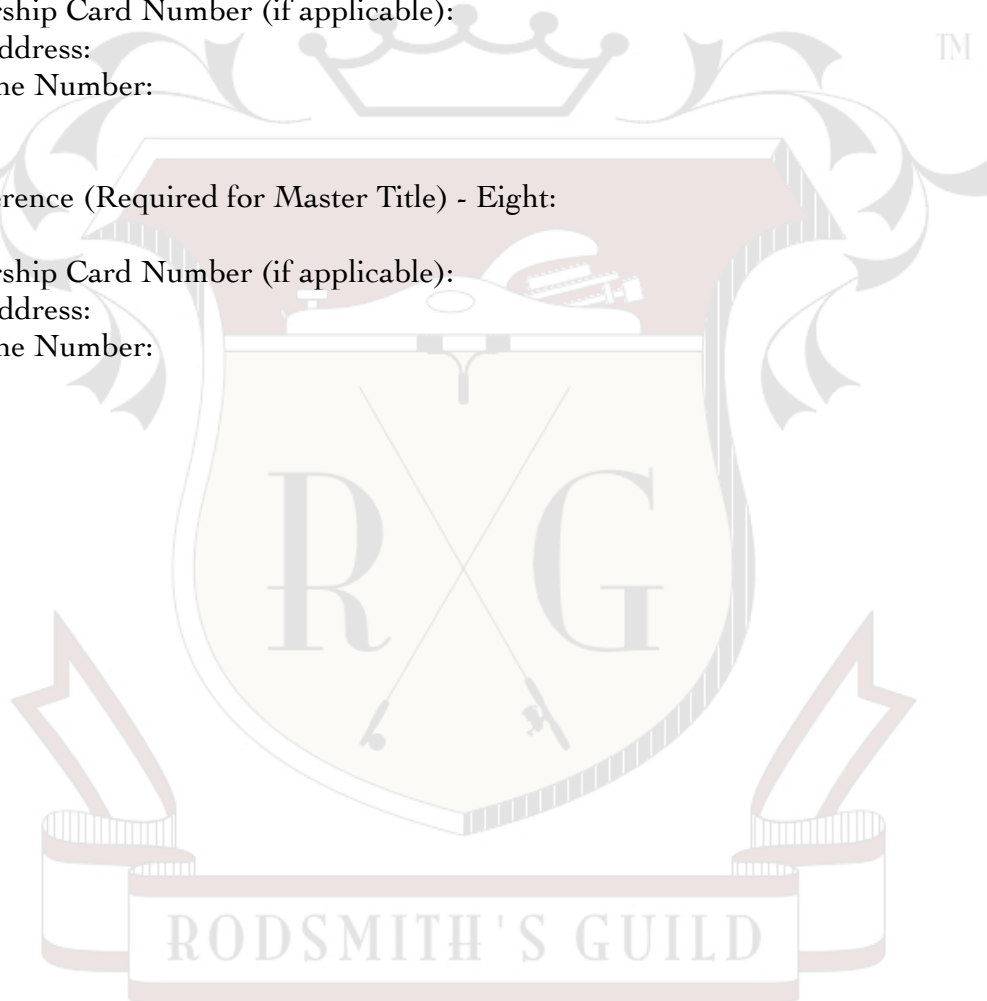 rship Card Number (if applicable):
ddress:
ne Number:
erence (Required for Master Title) - Eight:
rship Card Number (if applicable):
ddress:
ne Number:
TM
R G
RODSMITH'S GUILD